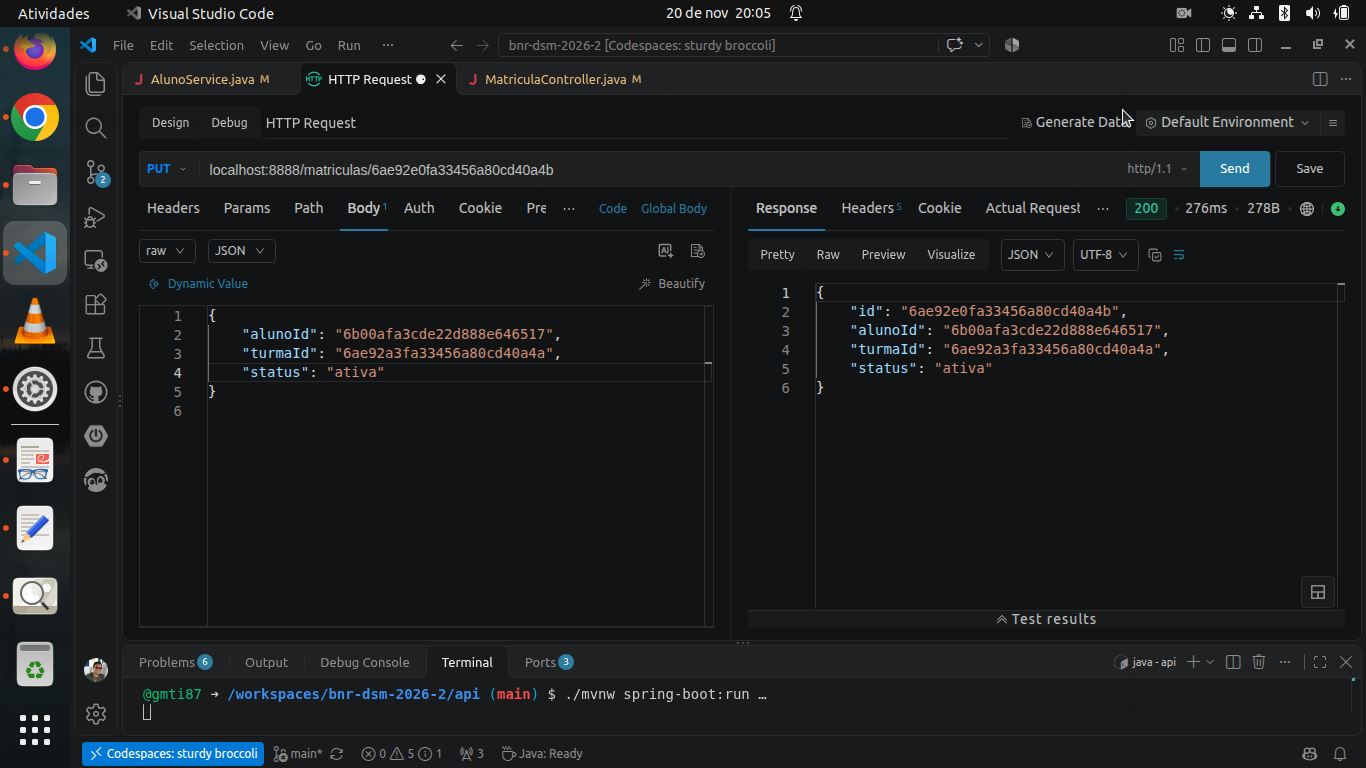 Atividades
Visual Studio Code
20 de nov 20:05
File Edit Selection View Go Run ···
bnr-dsm-2026-2 [Codespaces: sturdy broccoli]
AlunoService.java M
HTTP Request
MatriculaController.java M
Design Debug HTTP Request
Generate Data
Default Environment
PUT localhost:8888/matriculas/6ae92e0fa33456a80cd40a4b
http/1.1 Send Save
Headers Params Path Body 1 Auth Cookie Pre ··· Code Global Body
Response Headers 5 Cookie Actual Request ··· 200 276ms 278B
raw JSON
Pretty Raw Preview Visualize JSON UTF-8
Dynamic Value Beautify
1 {
2 "alunoId": "6b00afa3cde22d888e646517",
3 "turmaId": "6ae92a3fa33456a80cd40a4a",
4 "status": "ativa"
5 }
6
1 {
2 "id": "6ae92e0fa33456a80cd40a4b",
3 "alunoId": "6b00afa3cde22d888e646517",
4 "turmaId": "6ae92a3fa33456a80cd40a4a",
5 "status": "ativa"
6 }
Test results
2
Problems 6 Output Debug Console Terminal Ports 3
java - api
@gmti87 → /workspaces/bnr-dsm-2026-2/api (main) $ ./mvnw spring-boot:run …
Codespaces: sturdy broccoli main* 0 5 1 3 Java: Ready